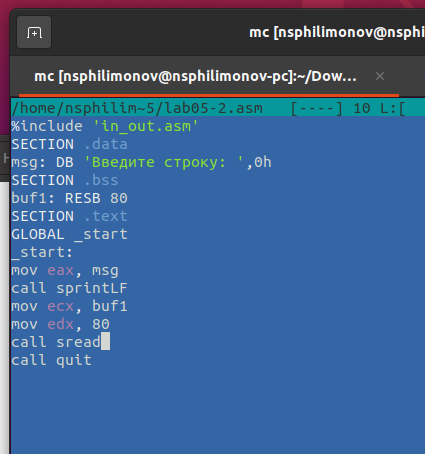 mc [nsphilimonov@nsphi
mc [nsphilimonov@nsphilimonov-pc]:~/Dow... ×
/home/nsphilim~5/lab05-2.asm [----] 10 L:[
%include 'in_out.asm'
SECTION .data
msg: DB 'Введите строку: ',0h
SECTION .bss
buf1: RESB 80
SECTION .text
GLOBAL _start
_start:
mov eax, msg
call sprintLF
mov ecx, buf1
mov edx, 80
call sread
call quit